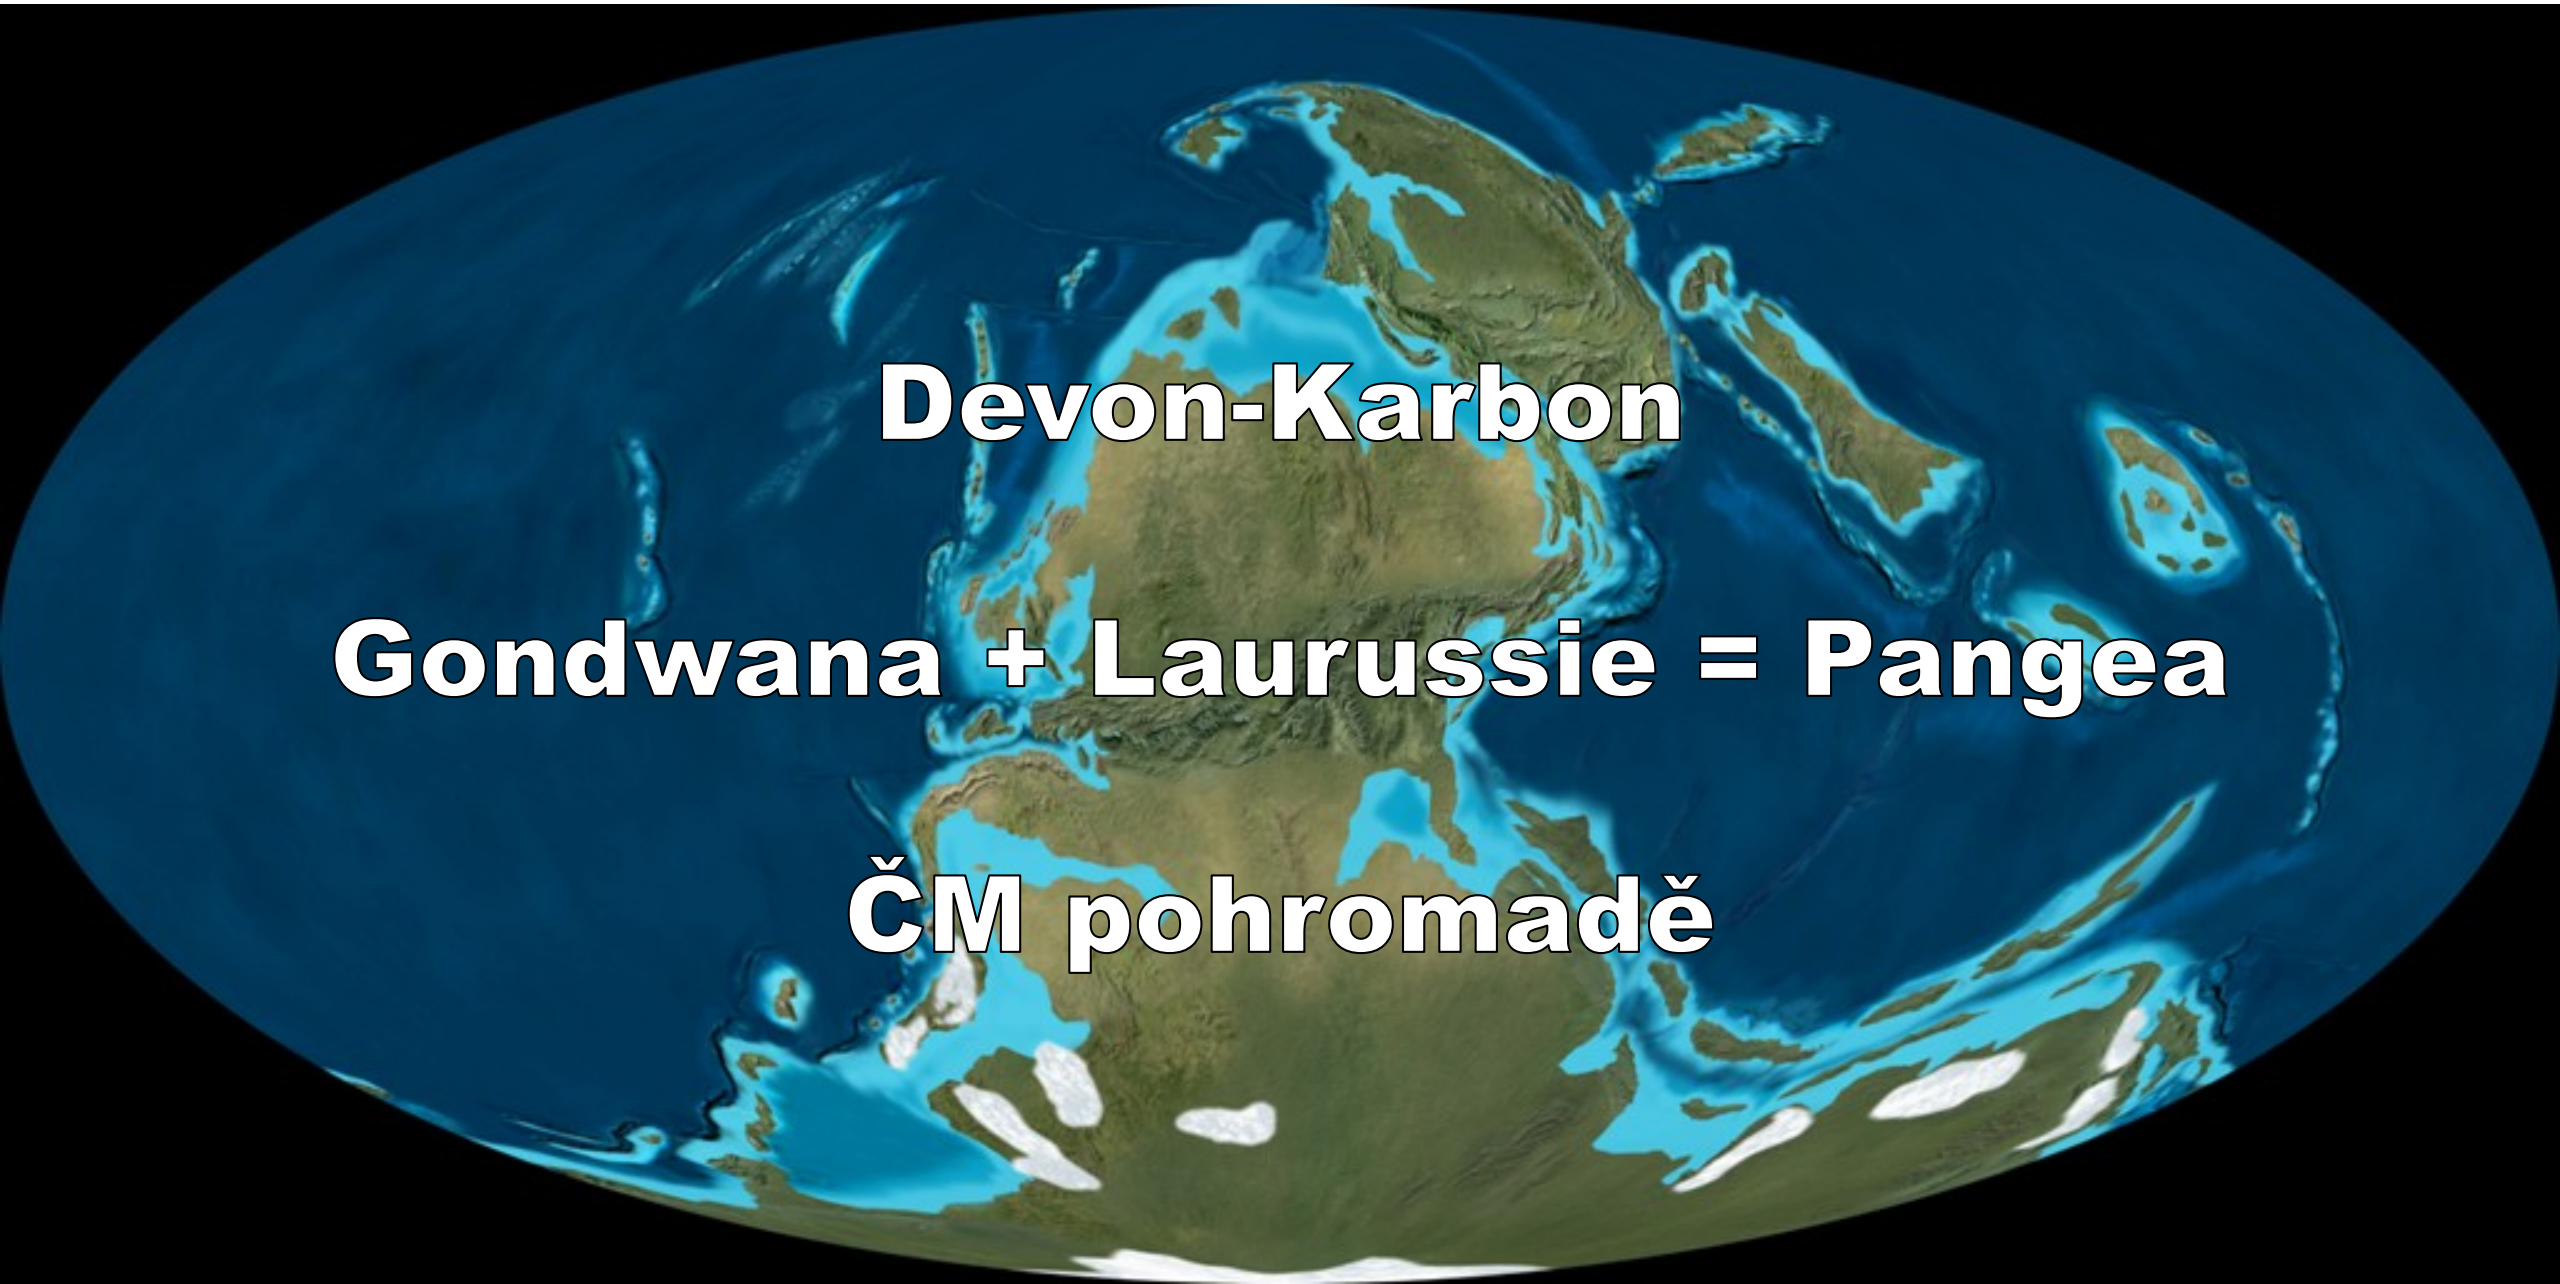 Devon-Karbon
Gondwana + Laurussie = Pangea
ČM pohromadě